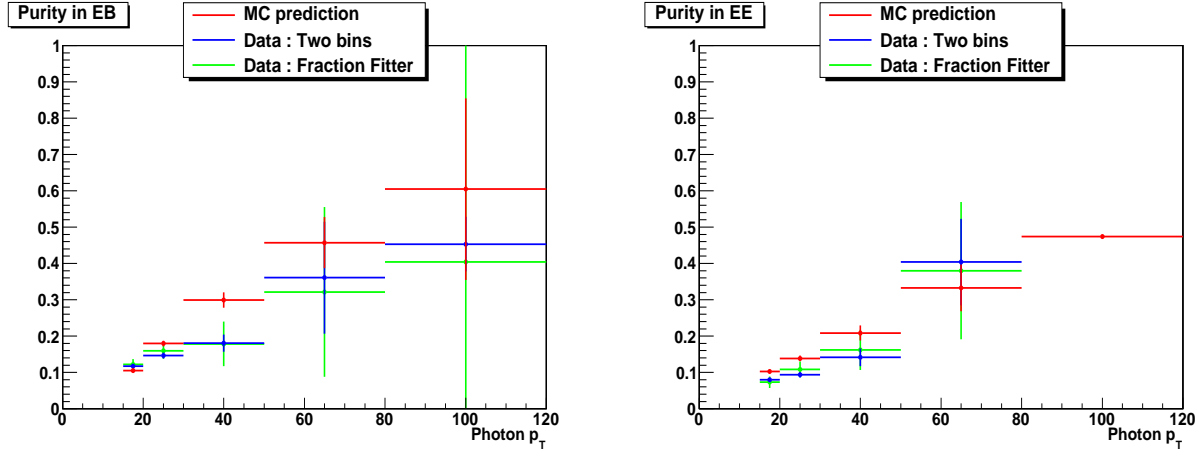 Purity in EB
MC prediction
Data : Two bins
Data : Fraction Fitter
1
0.9
0.8
0.7
0.6
0.5
0.4
0.3
0.2
0.1
0
0 20 40 60 80 100 120
Photon p_T
Purity in EE
MC prediction
Data : Two bins
Data : Fraction Fitter
1
0.9
0.8
0.7
0.6
0.5
0.4
0.3
0.2
0.1
0
0 20 40 60 80 100 120
Photon p_T